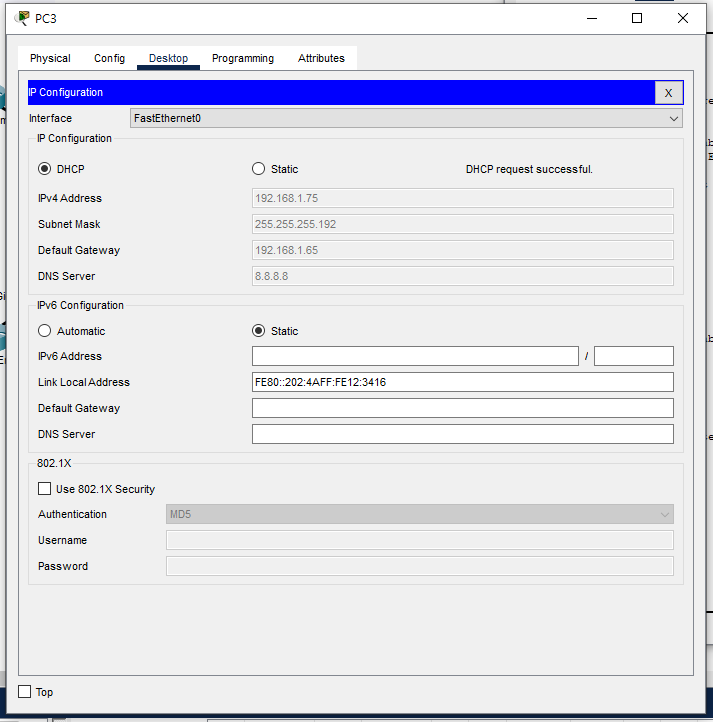 PC3
Physical Config Desktop Programming Attributes
IP Configuration X
Interface FastEthernet0
IP Configuration
DHCP Static DHCP request successful.
IPv4 Address 192.168.1.75
Subnet Mask 255.255.255.192
Default Gateway 192.168.1.65
DNS Server 8.8.8.8
IPv6 Configuration
Automatic Static
IPv6 Address /
Link Local Address FE80::202:4AFF:FE12:3416
Default Gateway
DNS Server
802.1X
Use 802.1X Security
Authentication MD5
Username
Password
Top